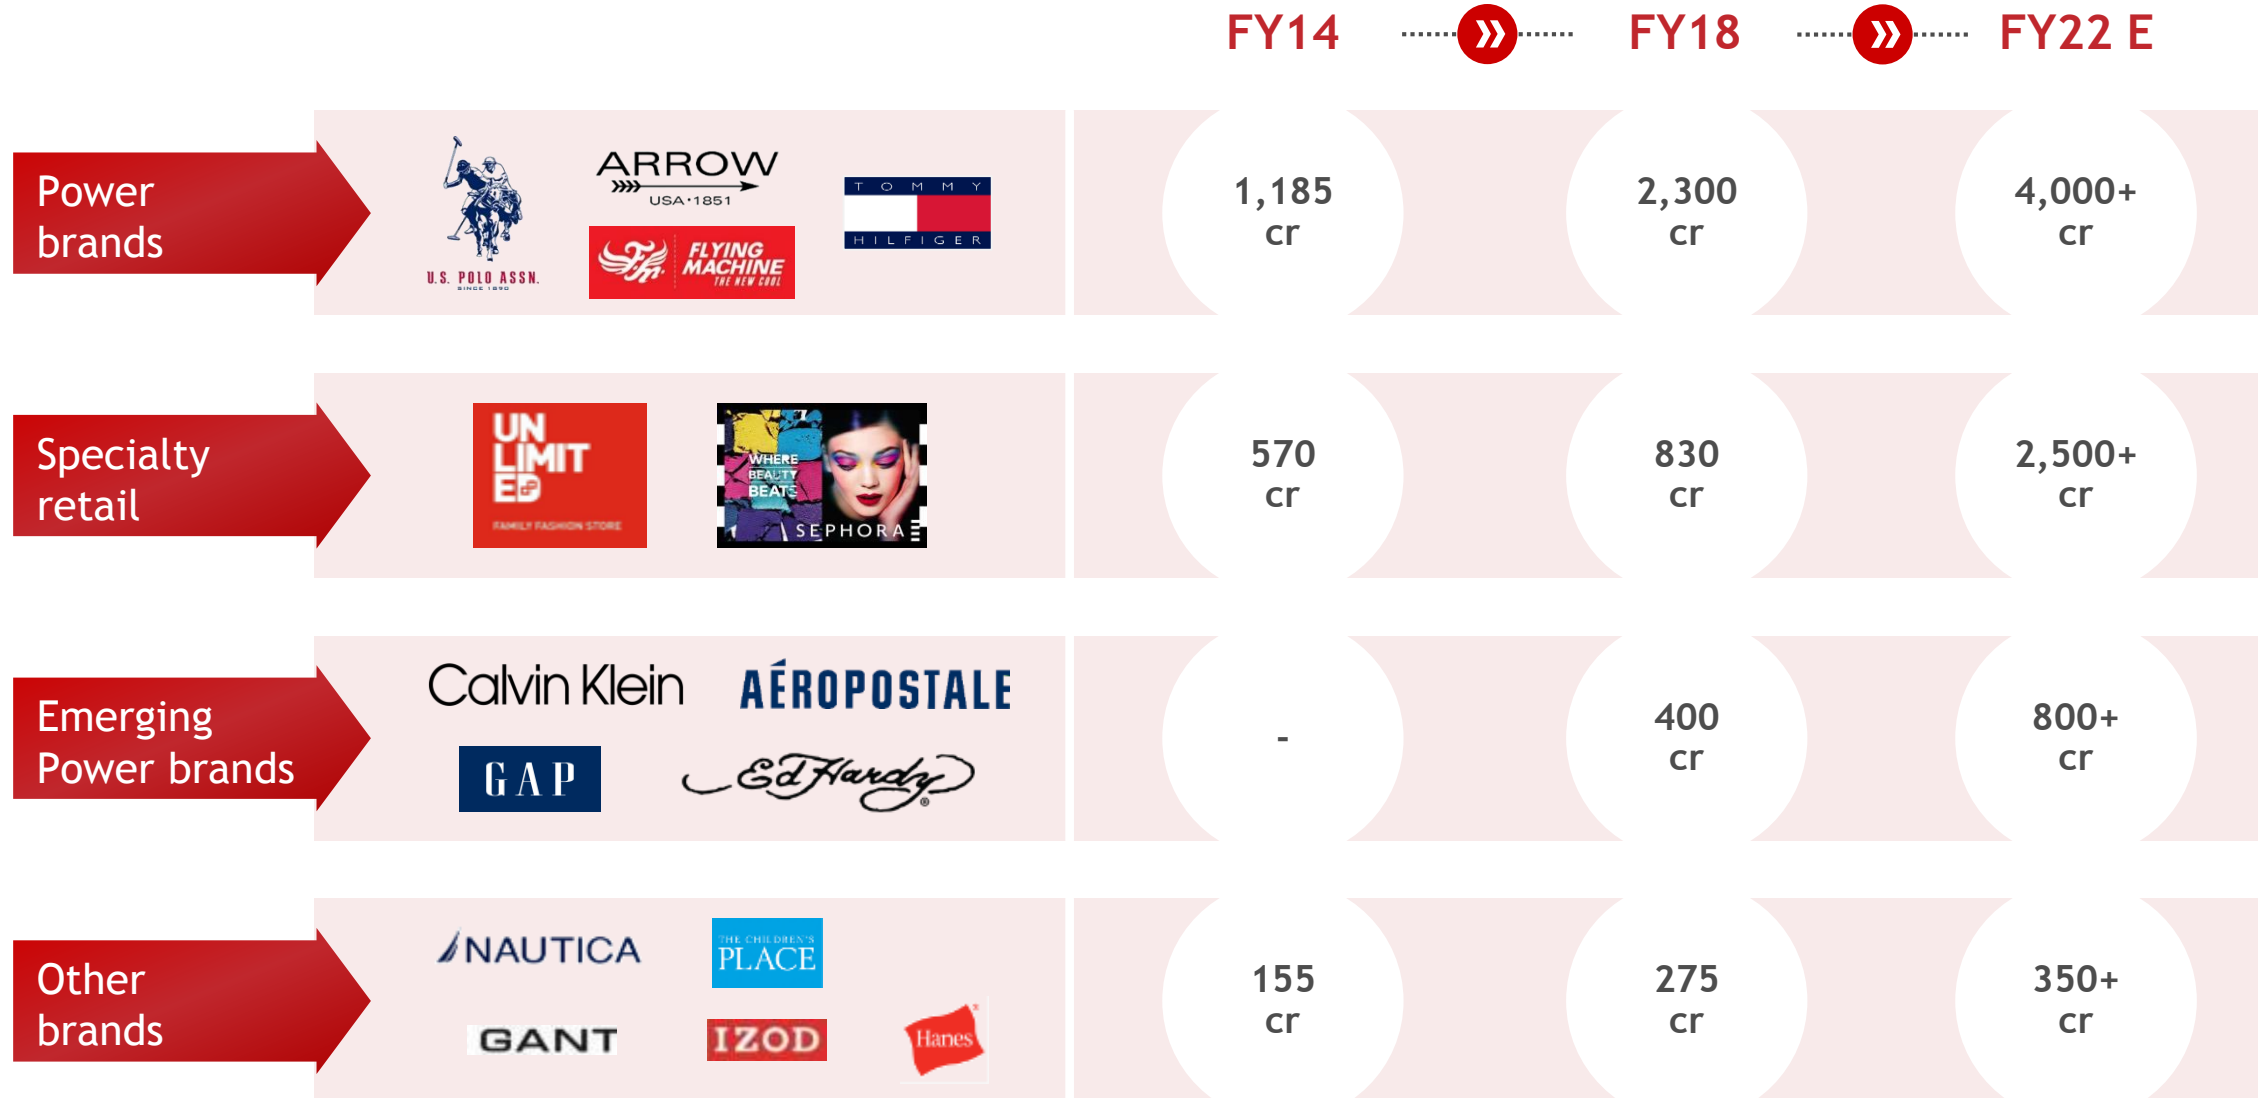 FY14 FY18 FY22 E
Power
brands
U.S. POLO ASSN.
SINCE 1890
ARROW
USA·1851
FLYING
MACHINE
THE NEW COOL
TOMMY
HILFIGER
1,185
cr
2,300
cr
4,000+
cr
Specialty
retail
UN
LIMIT
ED
FAMILY FASHION STORE
WHERE
BEAUTY
BEATS
SEPHORA
570
cr
830
cr
2,500+
cr
Emerging
Power brands
Calvin Klein
AÉROPOSTALE
GAP
Ed Hardy®
-
400
cr
800+
cr
Other
brands
NAUTICA
THE CHILDREN'S
PLACE
GANT
IZOD
Hanes
155
cr
275
cr
350+
cr